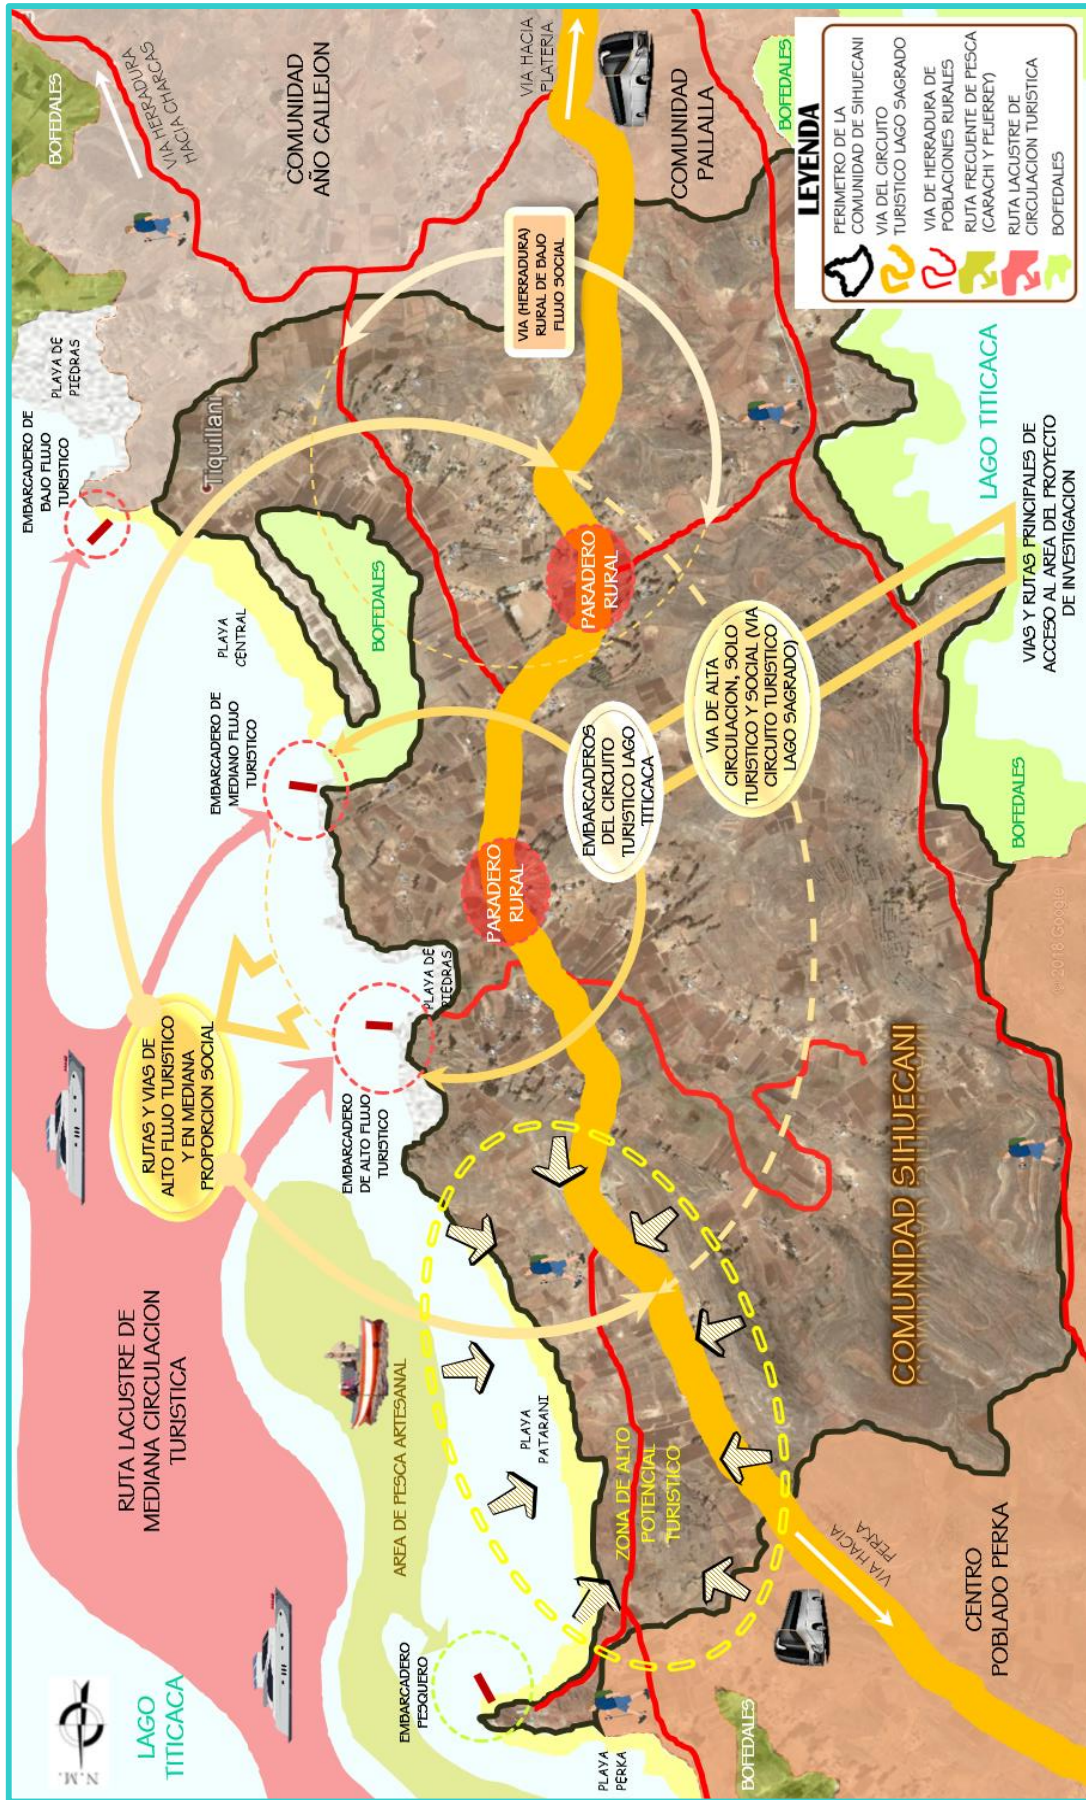 N.M.
LAGO
TITICACA
RUTA LACUSTRE DE
MEDIANA CIRCULACION
TURISTICA
RUTAS Y VIAS DE
ALTO FLUJO TURISTICO
Y EN MEDIANA
PROPORCION SOCIAL
EMBARCADERO DE
BAJO FLUJO
TURISTICO
PLAYA DE
PIEDRAS
BOFEDALES
VIA HERRADURA
HACIA CHARCAS
COMUNIDAD
AÑO CALLEJON
VIA HACIA
PLATERIA
COMUNIDAD
PALLALLA
BOFEDALES
AREA DE PESCA ARTESANAL
EMBARCADERO
PESQUERO
PLAYA
PATARANI
EMBARCADERO
DE ALTO FLUJO
TURISTICO
PLAYA DE
PIEDRAS
EMBARCADERO DE
MEDIANO FLUJO
TURISTICO
PLAYA
CENTRAL
BOFEDALES
Tiquillani
VIA (HERRADURA)
RURAL DE BAJO
FLUJO SOCIAL
PLAYA
PERKA
ZONA DE ALTO
POTENCIAL
TURISTICO
PARADERO
RURAL
PARADERO
RURAL
EMBARCADEROS
DEL CIRCUITO
TURISTICO LAGO
TITICACA
VIA DE ALTA
CIRCULACION, SOLO
TURISTICO Y SOCIAL (VIA
CIRCUITO TURISTICO
LAGO SAGRADO)
BOFEDALES
VIA HACIA
PERKA
CENTRO
POBLADO PERKA
COMUNIDAD SIHUECANI
© 2018 Google
BOFEDALES
LAGO TITICACA
VIAS Y RUTAS PRINCIPALES DE
ACCESO AL AREA DEL PROYECTO
DE INVESTIGACION
LEYENDA
PERIMETRO DE LA
COMUNIDAD DE SIHUECANI
VIA DEL CIRCUITO
TURISTICO LAGO SAGRADO
VIA DE HERRADURA DE
POBLACIONES RURALES
RUTA FRECUENTE DE PESCA
(CARACHI Y PEJERREY)
RUTA LACUSTRE DE
CIRCULACION TURISTICA
BOFEDALES